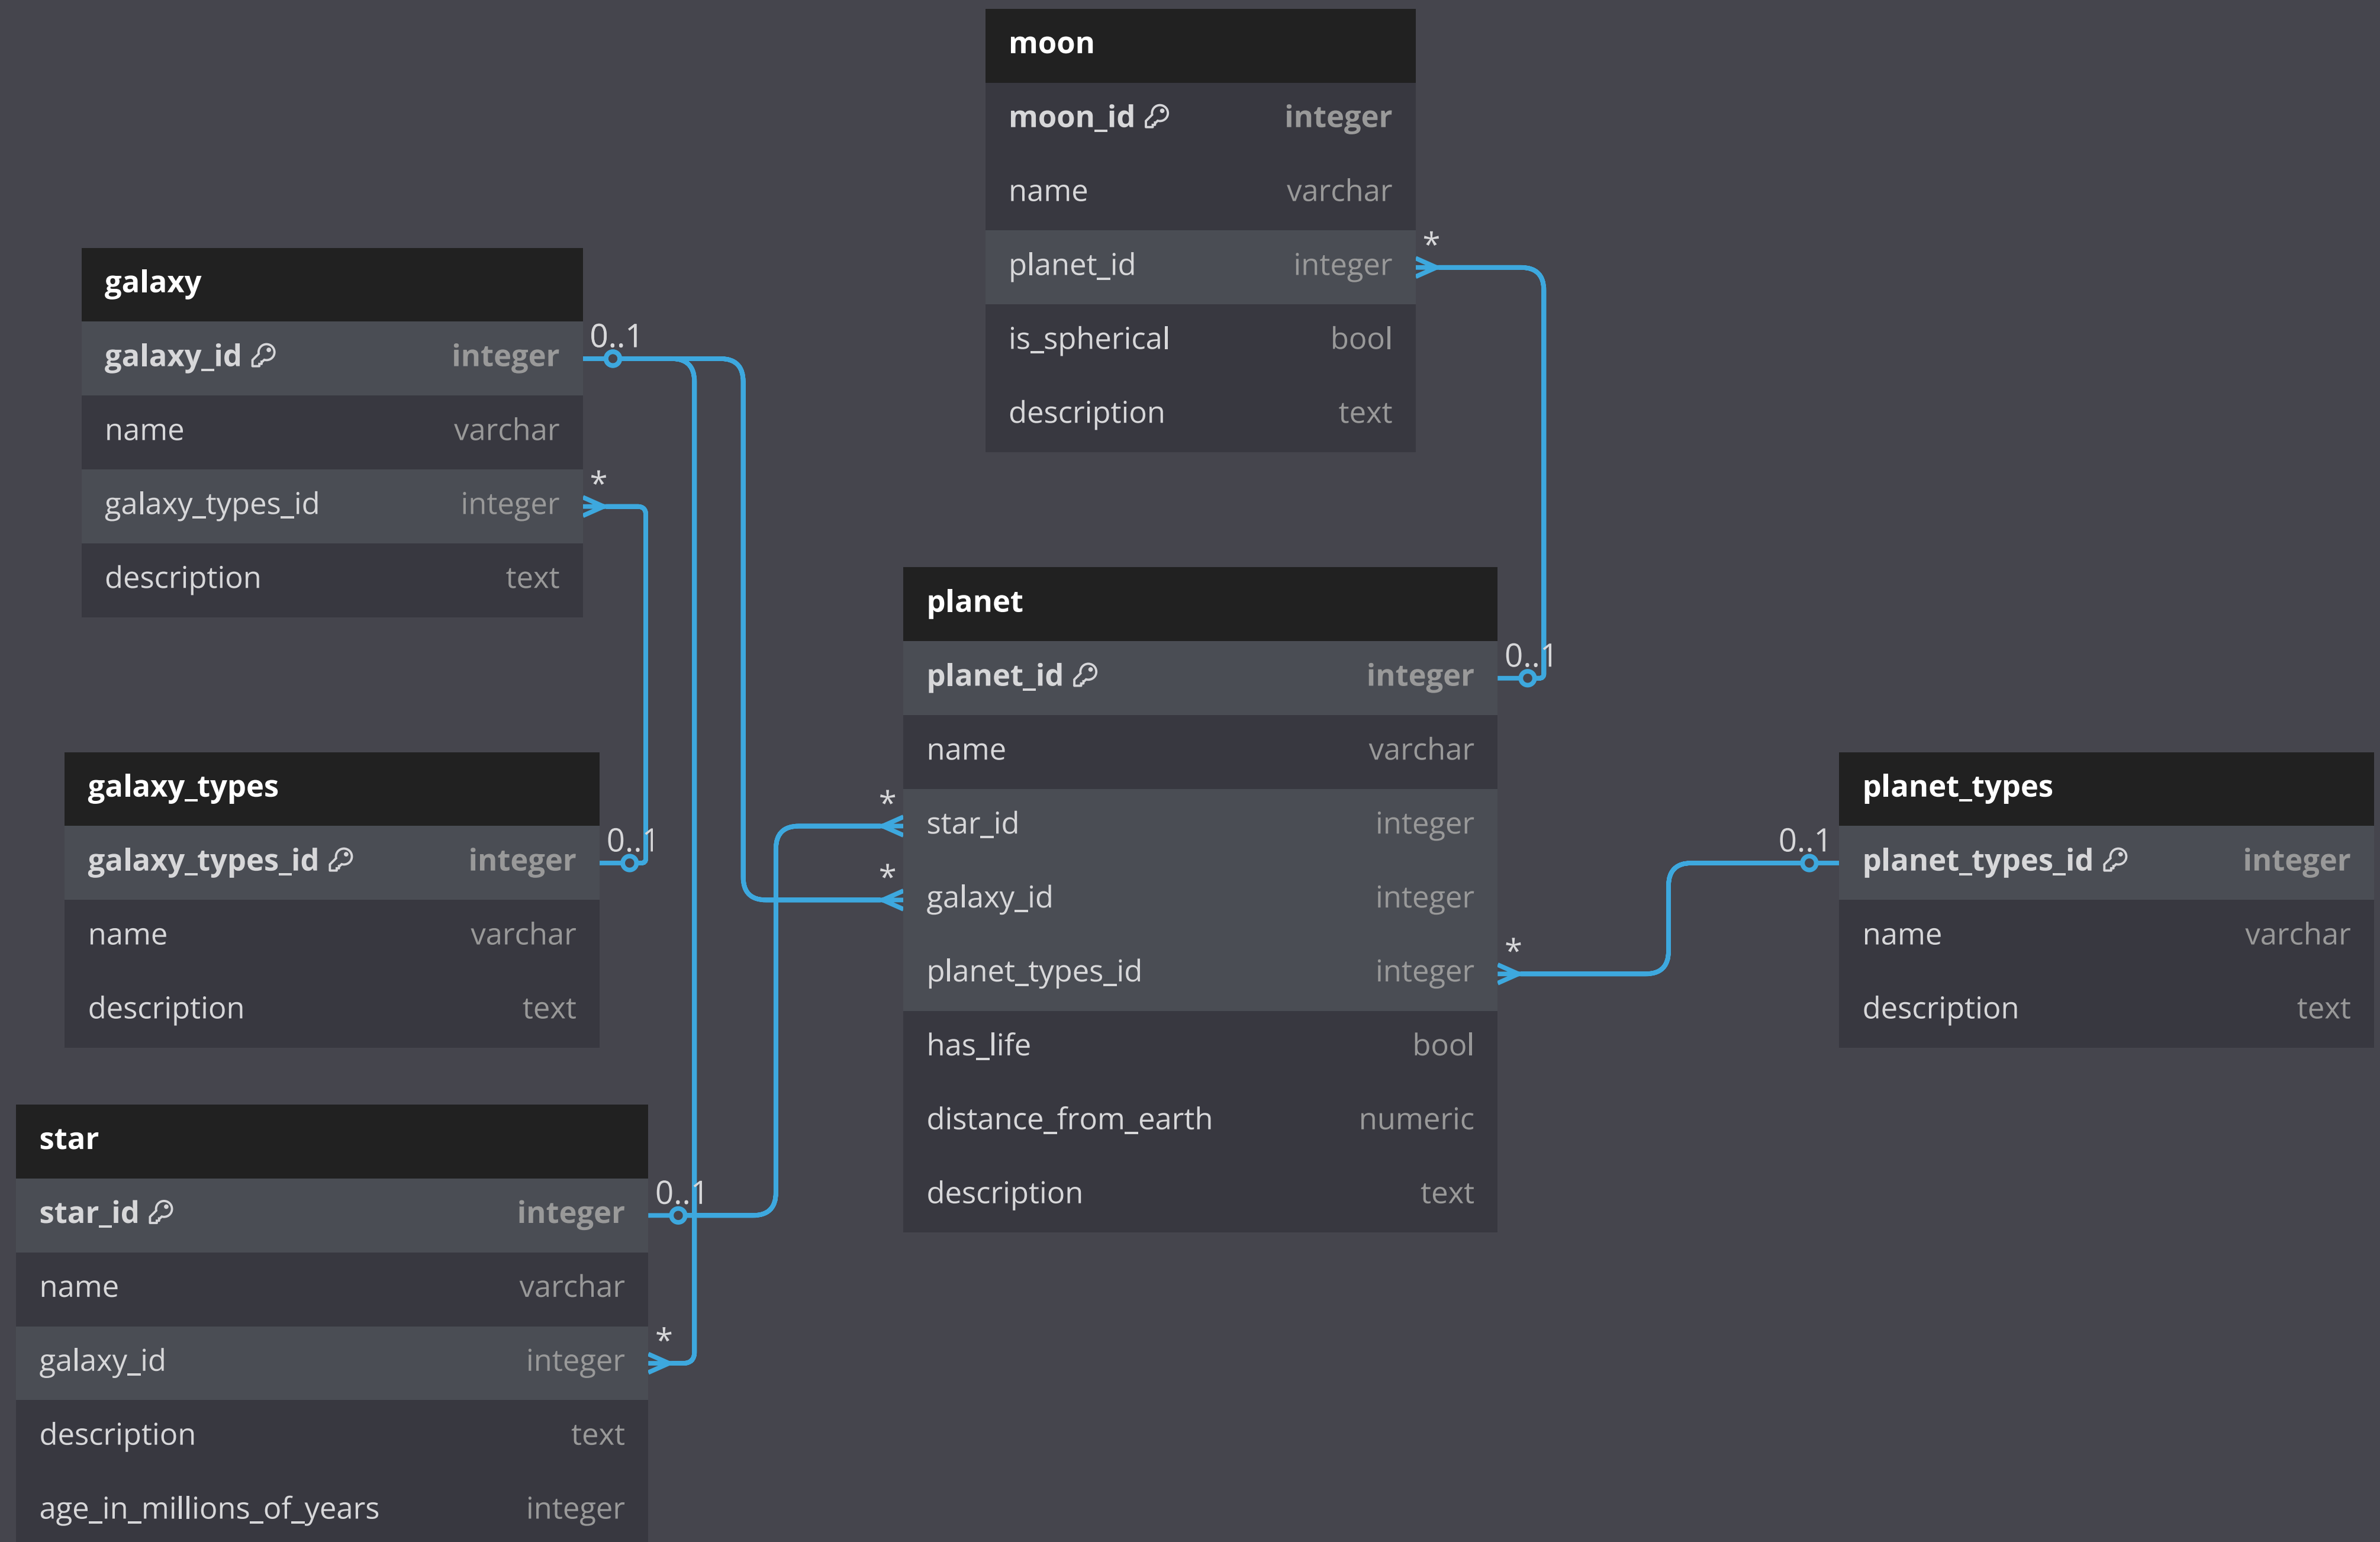 moon
moon_id integer
name varchar
planet_id integer
is_spherical bool
description text
*
0..1
galaxy
galaxy_id integer
name varchar
galaxy_types_id integer
description text
0..1
*
galaxy_types
galaxy_types_id integer
name varchar
description text
0..1
planet
planet_id integer
name varchar
star_id integer
galaxy_id integer
planet_types_id integer
has_life bool
distance_from_earth numeric
description text
*
*
*
planet_types
planet_types_id integer
name varchar
description text
0..1
star
star_id integer
name varchar
galaxy_id integer
description text
age_in_millions_of_years integer
0..1
*